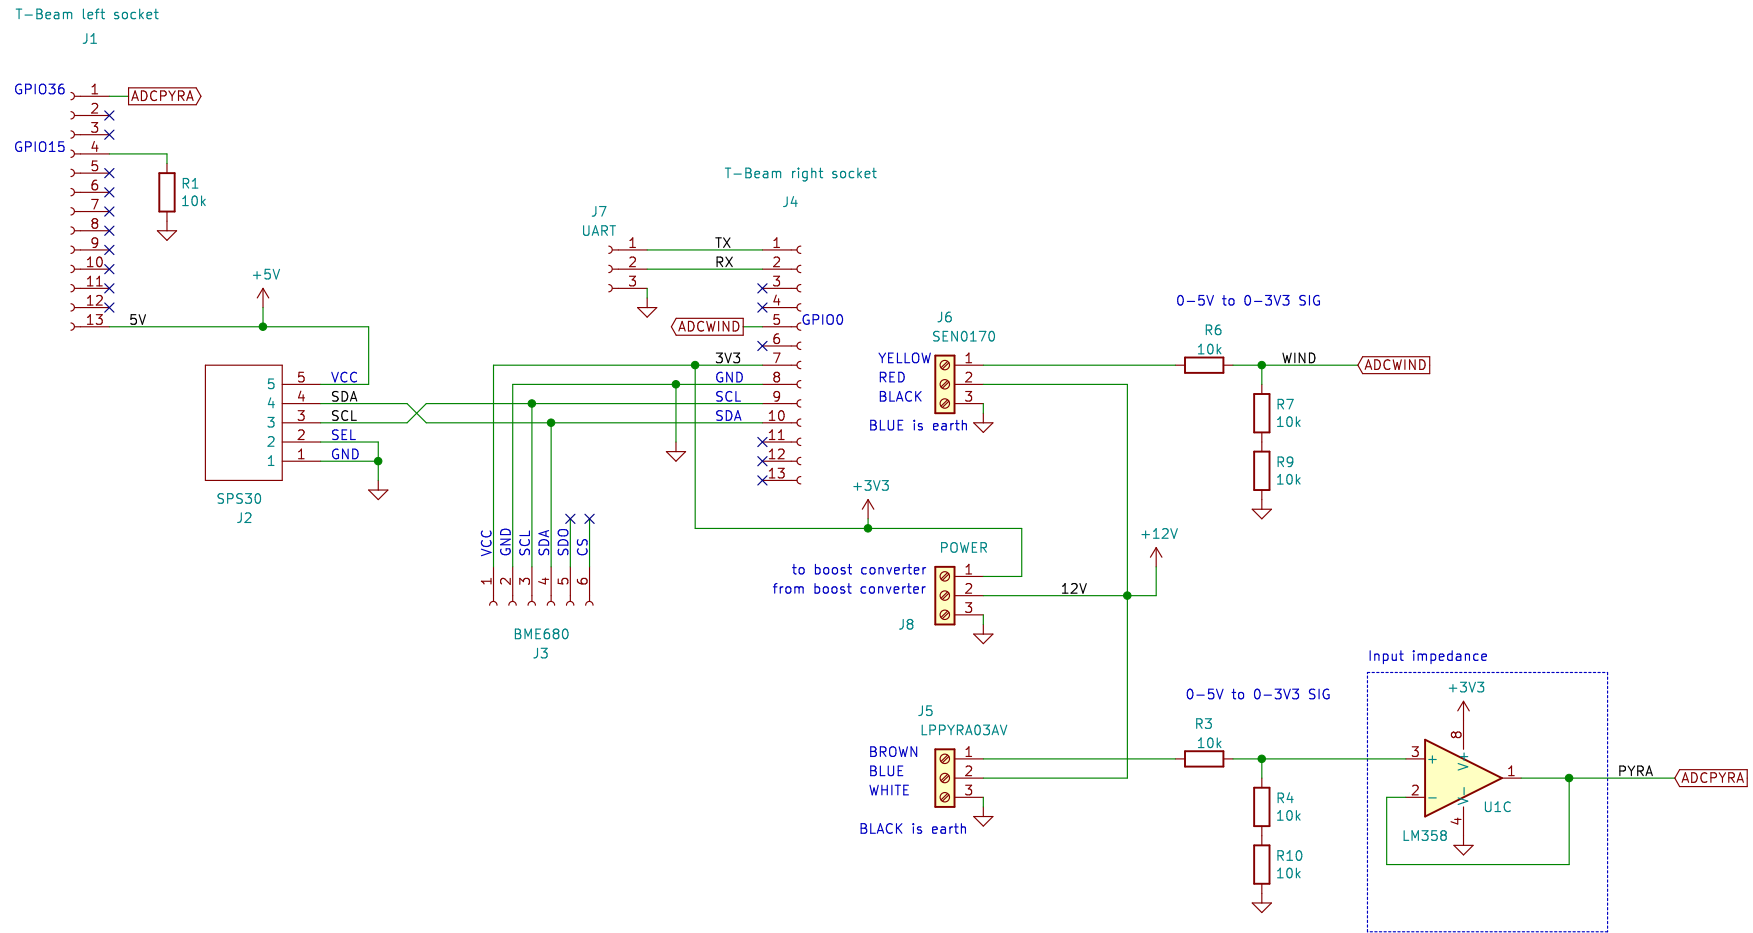 T-Beam left socket
J1
GPIO36
1
ADCPYRA
2
3
GPIO15
4
5
6
7
8
9
10
11
12
13
5V
R1
10k
+5V
5
4
3
2
1
5
4
3
2
1
VCC
SDA
SCL
SEL
GND
SPS30
J2
T-Beam right socket
J4
J7
UART
1
2
3
TX
RX
1
2
3
4
5
6
7
8
9
10
11
12
13
ADCWIND
GPIO0
3V3
GND
SCL
SDA
VCC
GND
SCL
SDA
SDO
CS
1
2
3
4
5
6
BME680
J3
J6
SEN0170
YELLOW
RED
BLACK
1
2
3
BLUE is earth
0-5V to 0-3V3 SIG
R6
10k
WIND
ADCWIND
R7
10k
R9
10k
+3V3
POWER
to boost converter
from boost converter
1
2
3
J8
12V
+12V
J5
LPPYRA03AV
BROWN
BLUE
WHITE
1
2
3
BLACK is earth
0-5V to 0-3V3 SIG
R3
10k
R4
10k
R10
10k
Input impedance
+3V3
8
V+
3
+
2
-
V-
4
1
U1C
LM358
PYRA
ADCPYRA